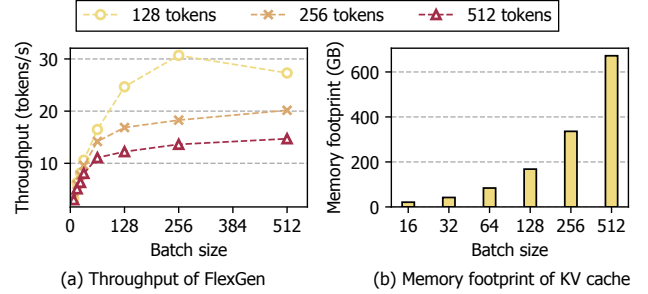 128 tokens 256 tokens 512 tokens
Throughput (tokens/s)
30
20
10
0 128 256 384 512
Batch size
(a) Throughput of FlexGen
Memory footprint (GB)
600
400
200
0
16 32 64 128 256 512
Batch size
(b) Memory footprint of KV cache